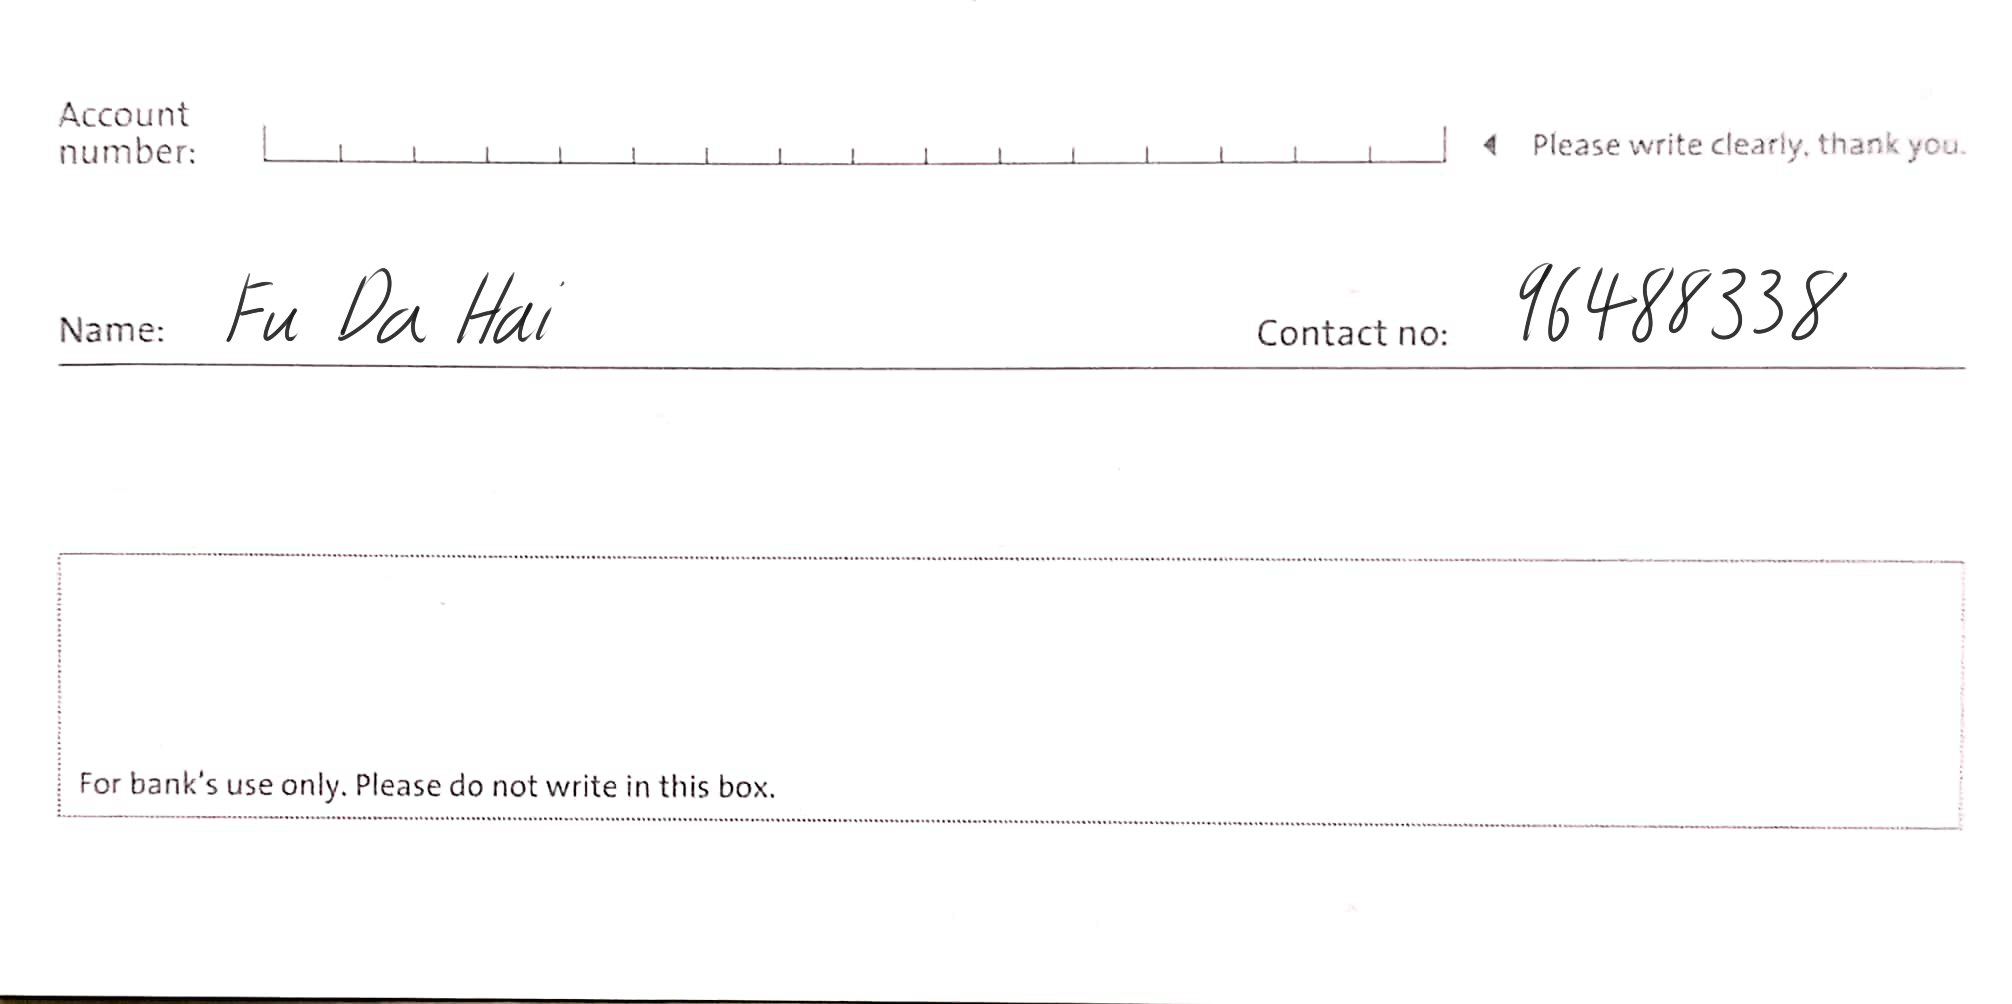 Account
number:
◄ Please write clearly, thank you.
Name: Fu Da Hai
Contact no: 96488338
For bank's use only. Please do not write in this box.